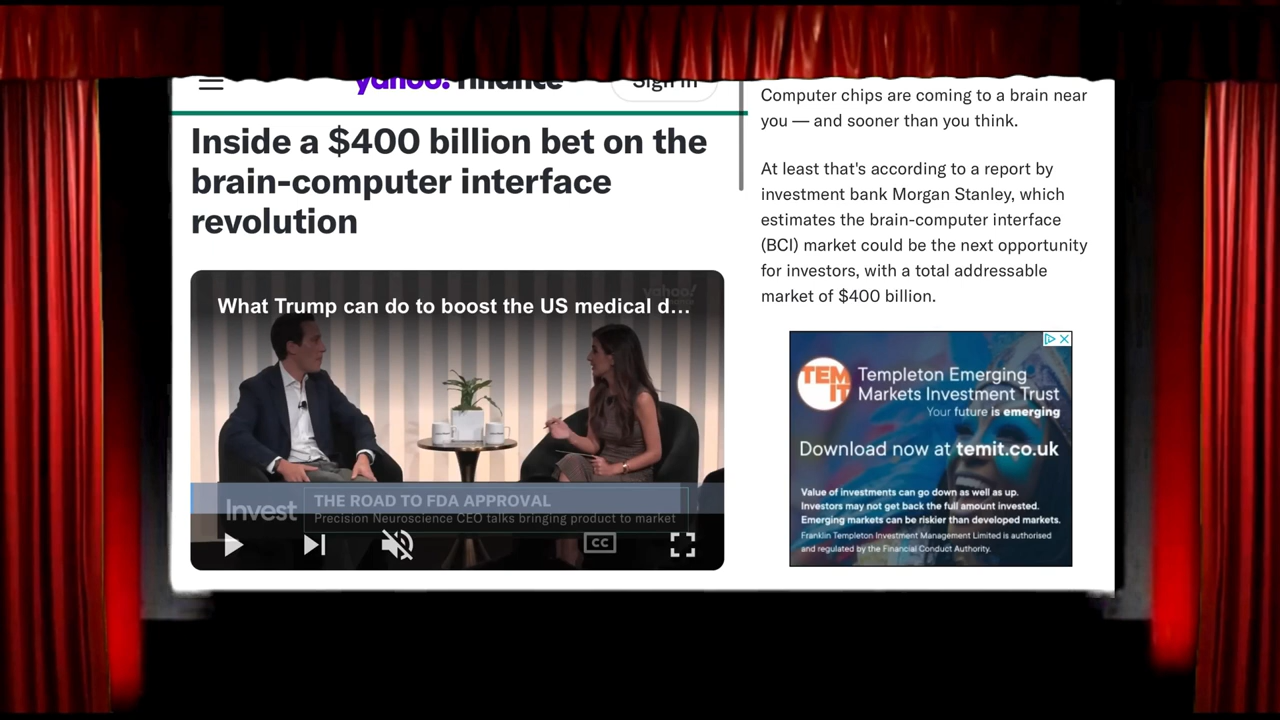 yahoo! finance
Sign in
Inside a $400 billion bet on the
brain-computer interface
revolution
yahoo!
What Trump can do to boost the US medical d...
Invest
THE ROAD TO FDA APPROVAL
Precision Neuroscience CEO talks bringing product to market
CC
Computer chips are coming to a brain near
you — and sooner than you think.
At least that's according to a report by
investment bank Morgan Stanley, which
estimates the brain-computer interface
(BCI) market could be the next opportunity
for investors, with a total addressable
market of $400 billion.
TEM
IT
Templeton Emerging
Markets Investment Trust
Your future is emerging
Download now at temit.co.uk
Value of investments can go down as well as up.
Investors may not get back the full amount invested.
Emerging markets can be riskier than developed markets.
Franklin Templeton Investment Management Limited is authorised
and regulated by the Financial Conduct Authority.